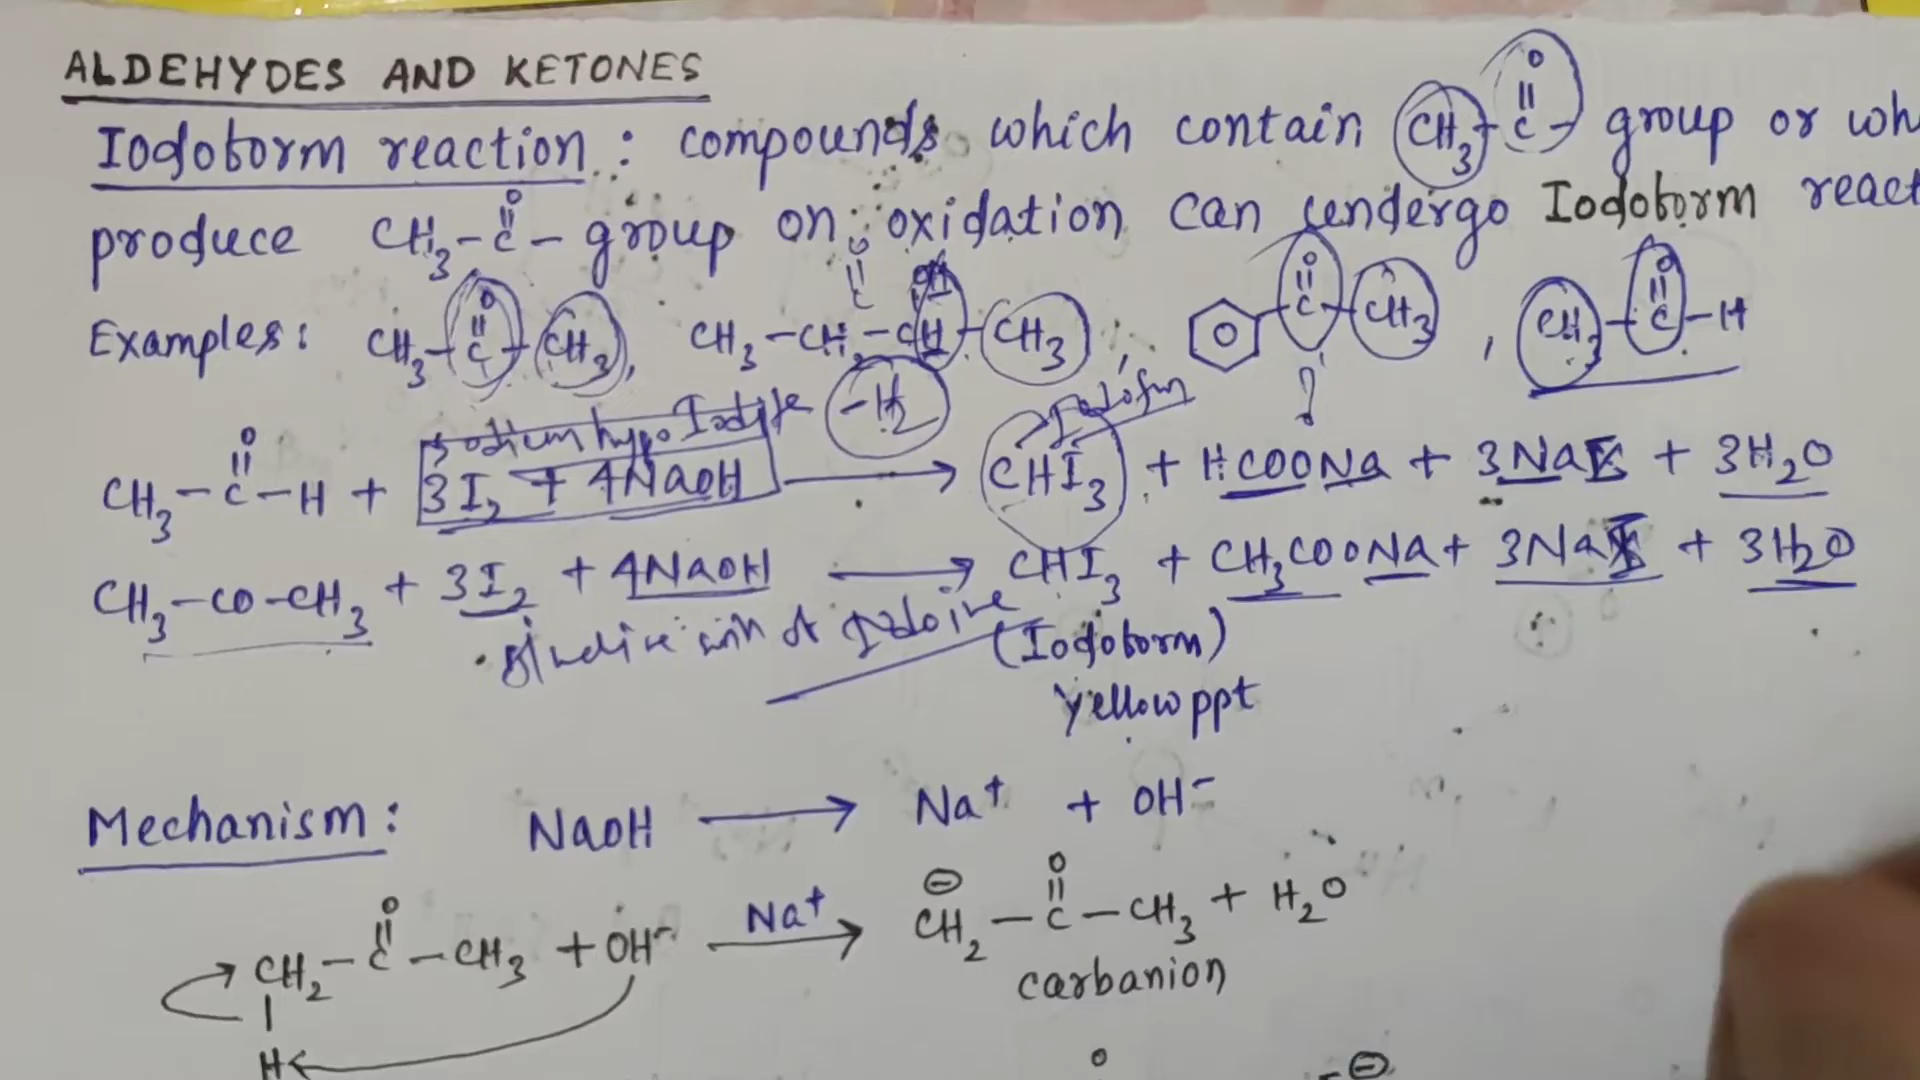 ALDEHYDES AND KETONES
Iodoform reaction : compounds which contain CH₃-C(=O)- group or wh
produce CH₃-C(=O)- group on oxidation can undergo Iodoform react
Examples: CH₃-C(=O)-CH₃, CH₃-CH₂-CH(OH)-CH₃, C₆H₅-C(=O)-CH₃, CH₃-C(=O)-H
sodium hypo Iodite -H₂ Iodoform
CH₃-C(=O)-H + 3I₂ + 4NaOH → CHI₃ + HCOONa + 3NaI + 3H₂O
CH₃-CO-CH₃ + 3I₂ + 4NaOH → CHI₃ + CH₃COONa + 3NaI + 3H₂O
(Iodoform)
yellow ppt
Mechanism: NaOH → Na⁺ + OH⁻
CH₂(H)-C(=O)-CH₃ + OH⁻ Na⁺→ ⊖CH₂-C(=O)-CH₃ + H₂O
carbanion
O ⊖